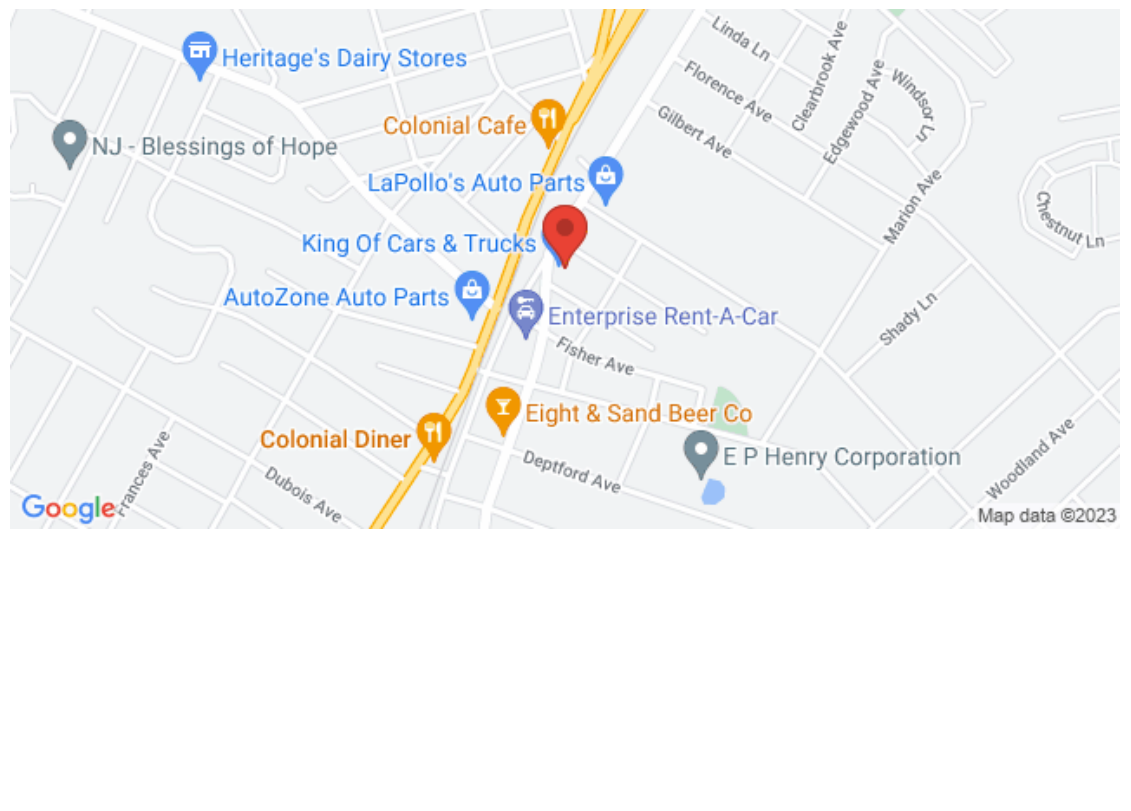 Linda Ln
Heritage's Dairy Stores
Florence Ave
Clearbrook Ave
Edgewood Ave
Windsor Ln
Colonial Cafe
Gilbert Ave
NJ - Blessings of Hope
LaPollo's Auto Parts
Marion Ave
Chestnut Ln
King Of Cars & Trucks
AutoZone Auto Parts
Enterprise Rent-A-Car
Shady Ln
Fisher Ave
Eight & Sand Beer Co
Colonial Diner
E P Henry Corporation
Woodland Ave
Frances Ave
Dubois Ave
Deptford Ave
Google
Map data ©2023